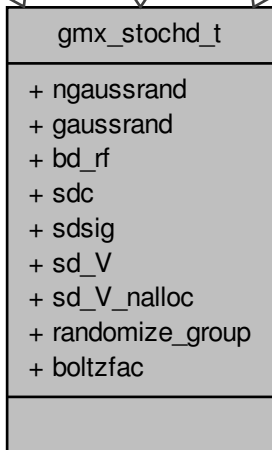 gmx_stochd_t
+ ngaussrand
+ gaussrand
+ bd_rf
+ sdc
+ sdsig
+ sd_V
+ sd_V_nalloc
+ randomize_group
+ boltzfac